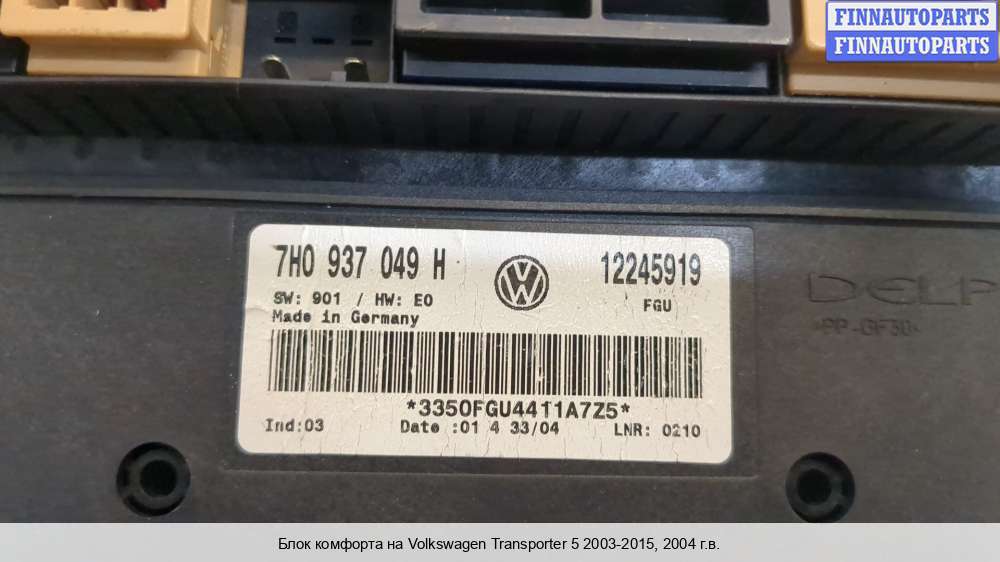 FINNAUTOPARTS
FINNAUTOPARTS
7H0 937 049 H
12245919
SW: 901 / HW: E0
FGU
Made in Germany
DELP
PP-GF30
*3350FGU4411A7Z5*
Ind:03
Date :01 4 33/04
LNR: 0210
Блок комфорта на Volkswagen Transporter 5 2003-2015, 2004 г.в.